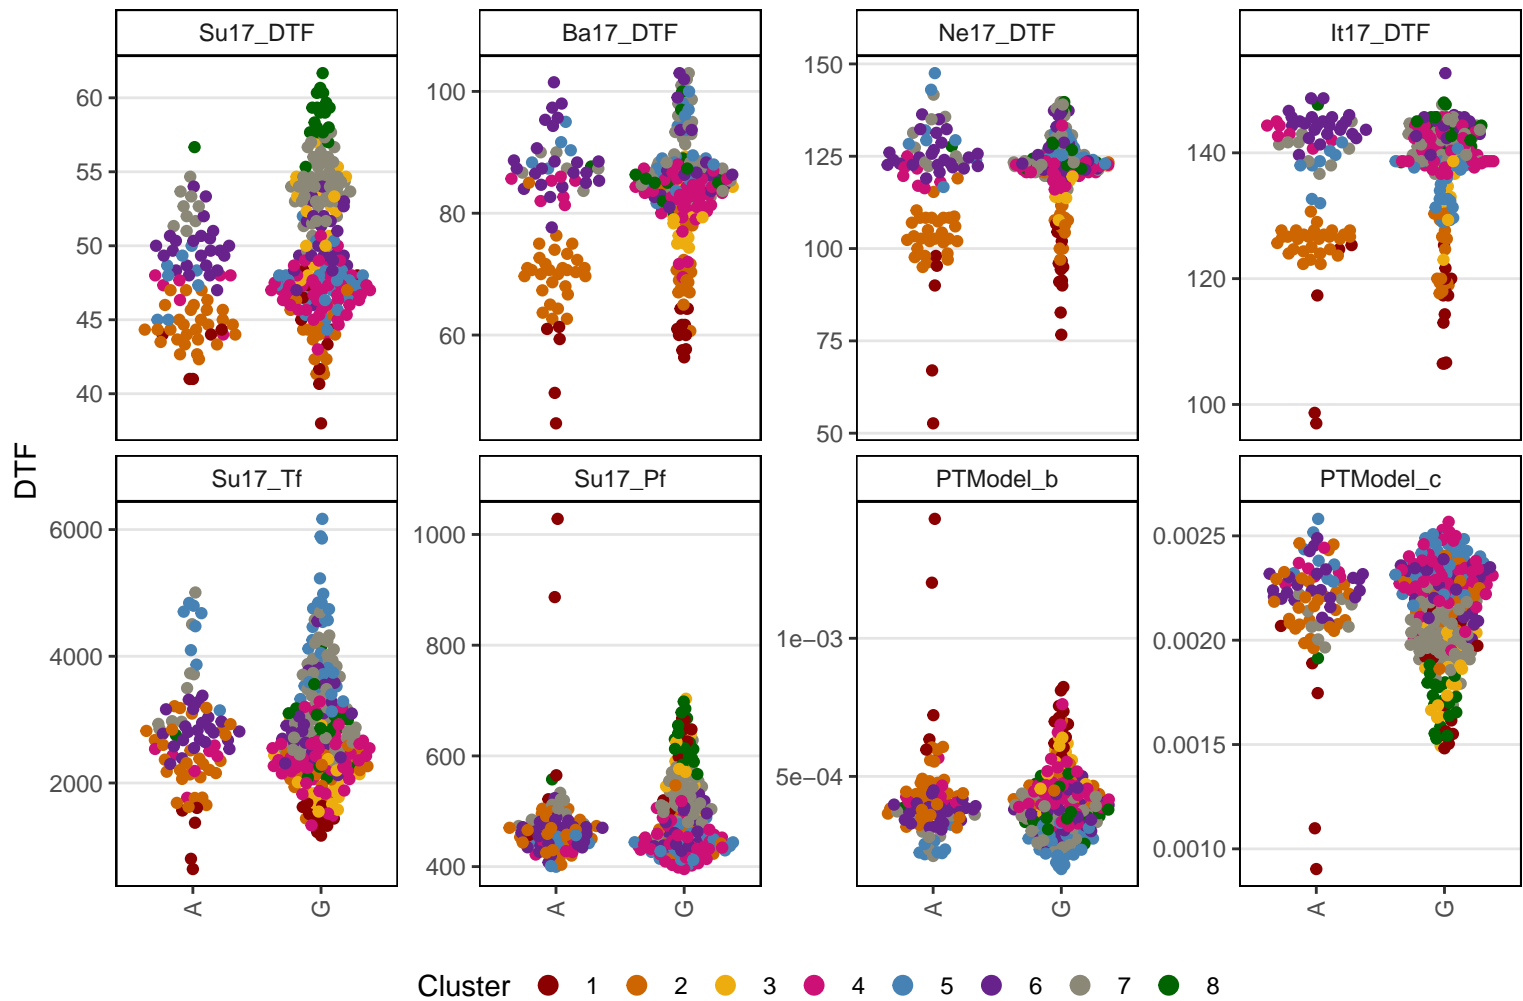 Su17_DTF
Ba17_DTF
Ne17_DTF
It17_DTF
60
55
50
45
40
100
80
60
150
125
100
75
50
140
120
100
DTF
Su17_Tf
Su17_Pf
PTModel_b
PTModel_c
6000
4000
2000
1000
800
600
400
1e−03
5e−04
0.0025
0.0020
0.0015
0.0010
A
G
A
G
A
G
A
G
Cluster 1 2 3 4 5 6 7 8